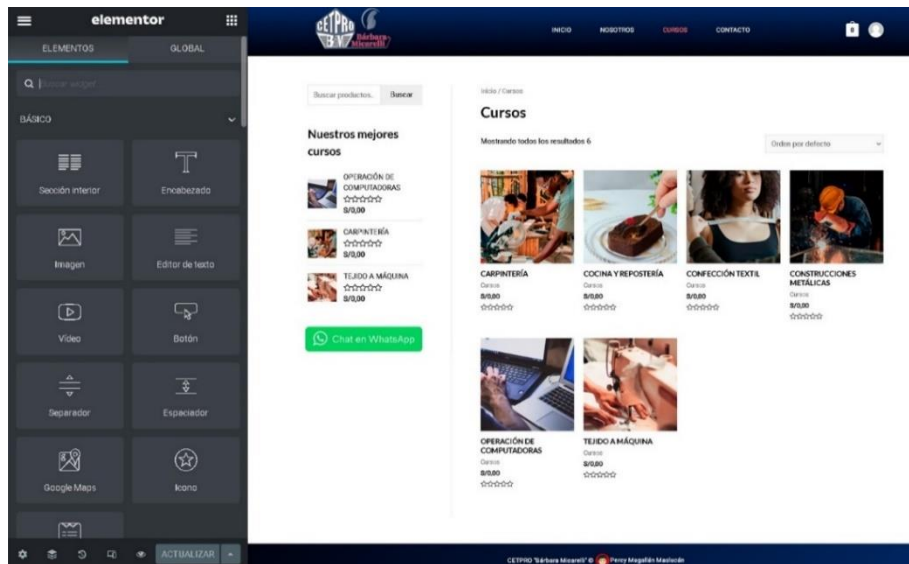 elementor
ELEMENTOS
GLOBAL
Buscar widget...
BÁSICO
Sección interior
Encabezado
Imagen
Editor de texto
Vídeo
Botón
Separador
Espaciador
Google Maps
Icono
ACTUALIZAR
CETPRO
B M
Bárbara
Micarelli
INICIO
NOSOTROS
CURSOS
CONTACTO
0
Buscar productos..
Buscar
Nuestros mejores
cursos
OPERACIÓN DE
COMPUTADORAS
S/0,00
CARPINTERÍA
S/0,00
TEJIDO A MÁQUINA
S/0,00
Chat en WhatsApp
Inicio / Cursos
Cursos
Mostrando todos los resultados 6
Orden por defecto
CARPINTERÍA
Cursos
S/0,00
COCINA Y REPOSTERÍA
Cursos
S/0,00
CONFECCIÓN TEXTIL
Cursos
S/0,00
CONSTRUCCIONES
METÁLICAS
Cursos
S/0,00
OPERACIÓN DE
COMPUTADORAS
Cursos
S/0,00
TEJIDO A MÁQUINA
Cursos
S/0,00
CETPRO "Bárbara Micarelli" © Percy Magallán